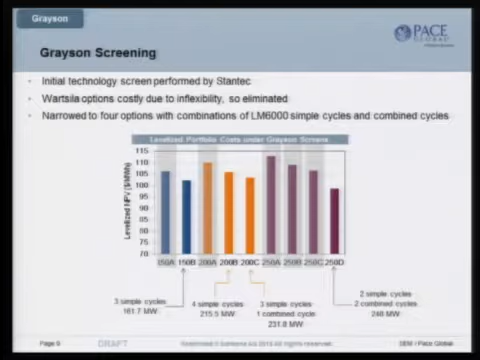 Grayson
PACE
GLOBAL
Grayson Screening
Initial technology screen performed by Stantec
Wartsila options costly due to inflexibility, so eliminated
Narrowed to four options with combinations of LM6000 simple cycles and combined cycles
Levelized Portfolio Costs under Grayson Screens
Levelized NPV ($/MWh)
115
110
105
100
95
90
85
80
75
70
150A 150B 200A 200B 200C 250A 250B 250C 250D
3 simple cycles
161.7 MW
4 simple cycles
215.5 MW
3 simple cycles
1 combined cycle
231.8 MW
2 simple cycles
2 combined cycles
248 MW
Page 9
DRAFT
/ Pace Global